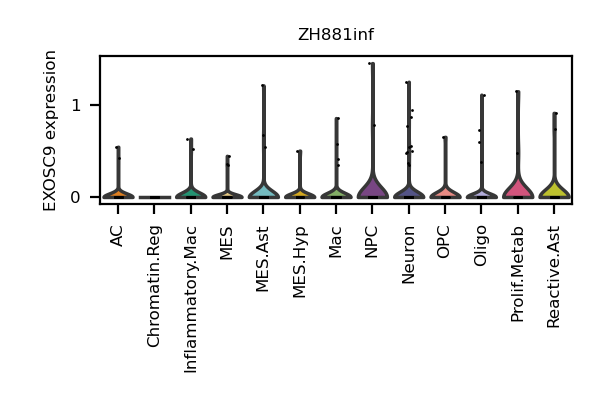 ZH881inf
EXOSC9 expression
1
0
AC
Chromatin.Reg
Inflammatory.Mac
MES
MES.Ast
MES.Hyp
Mac
NPC
Neuron
OPC
Oligo
Prolif.Metab
Reactive.Ast